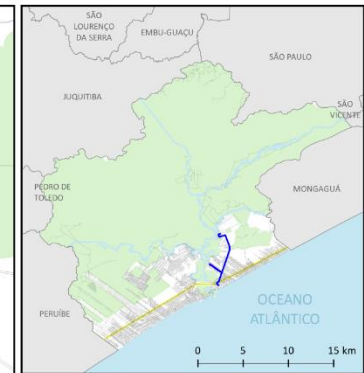 SÃO
LOURENÇO
DA SERRA
EMBU-GUAÇU
SÃO PAULO
JUQUITIBA
SÃO
VICENTE
PEDRO DE
TOLEDO
MONGAGUÁ
PERUÍBE
OCEANO
ATLÂNTICO
0 5 10 15 km